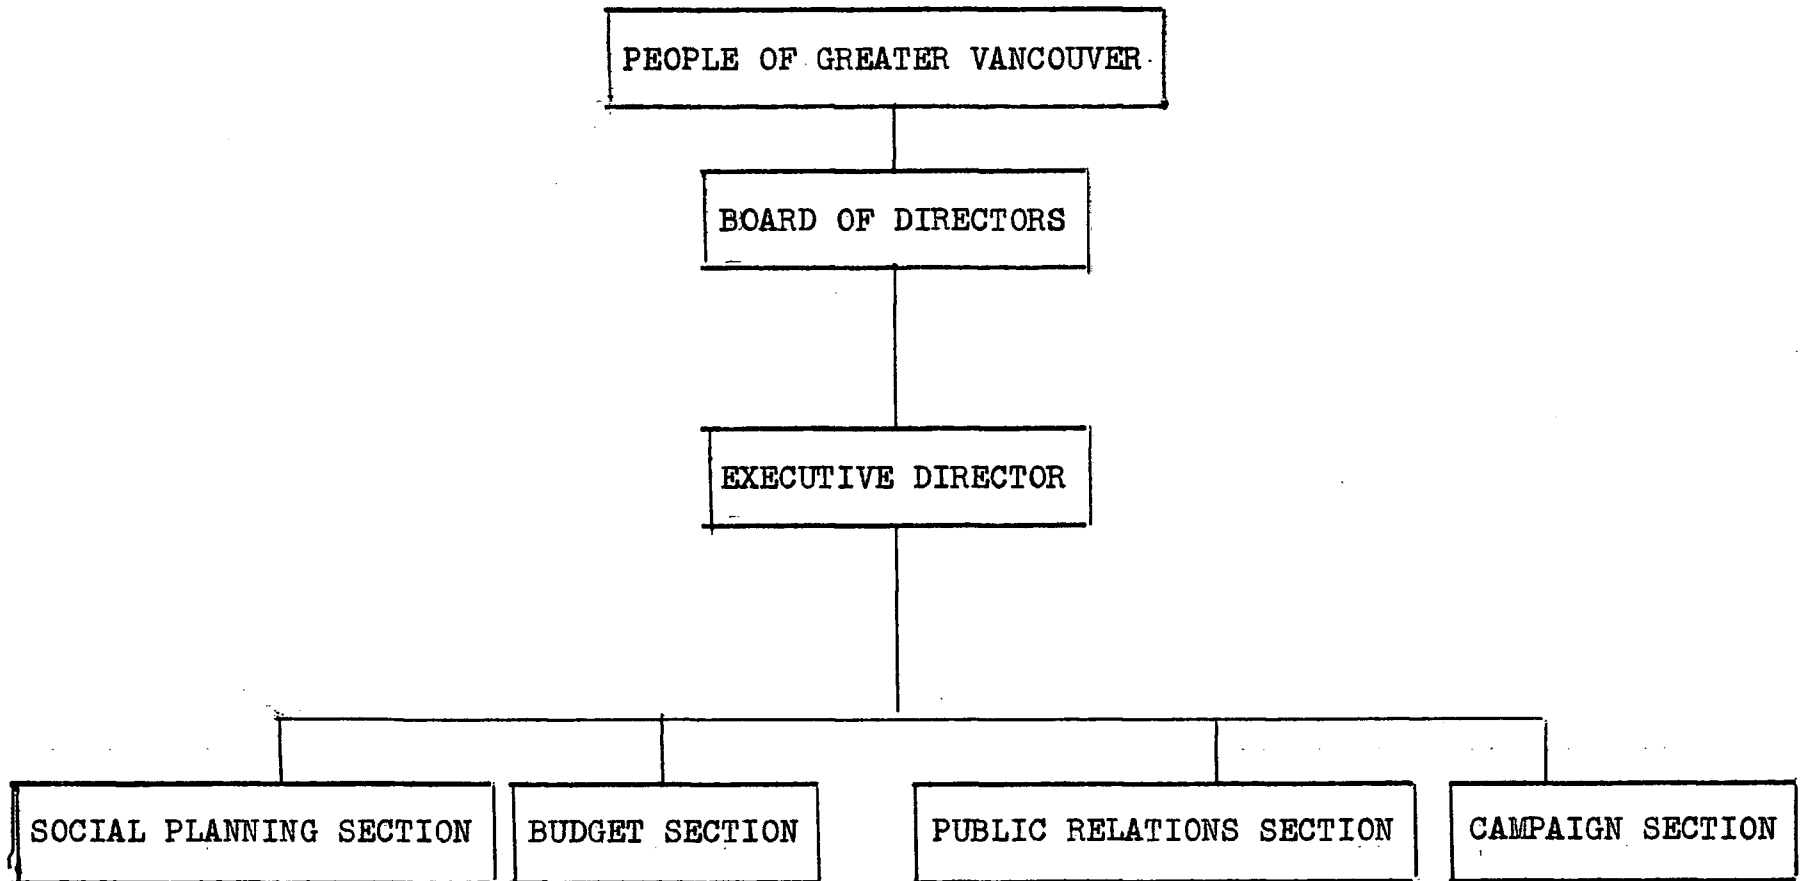 PEOPLE OF GREATER VANCOUVER
BOARD OF DIRECTORS
EXECUTIVE DIRECTOR
SOCIAL PLANNING SECTION
BUDGET SECTION
PUBLIC RELATIONS SECTION
CAMPAIGN SECTION